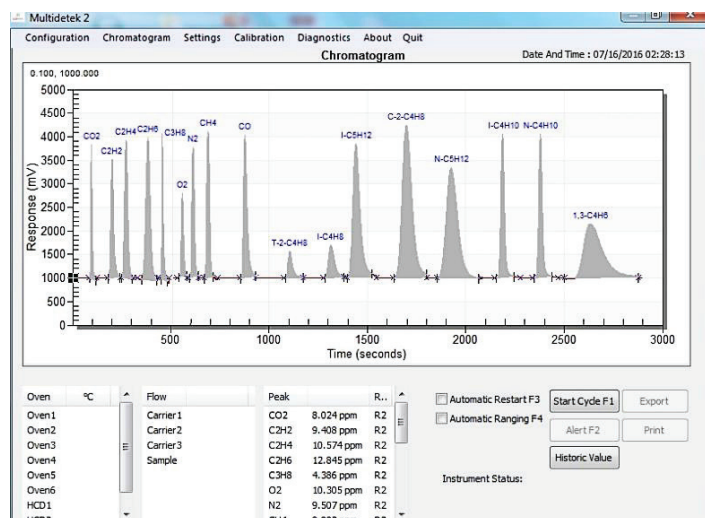 Multidetek 2
Configuration Chromatogram Settings Calibration Diagnostics About Quit
Chromatogram
Date And Time : 07/16/2016 02:28:13
0.100, 1000.000
Response (mV)
5000
4500
4000
3500
3000
2500
2000
1500
1000
500
0
CO2
C2H2
C2H4
C2H6
C3H8
O2
N2
CH4
CO
T-2-C4H8
I-C4H8
I-C5H12
C-2-C4H8
N-C5H12
I-C4H10
N-C4H10
1,3-C4H6
500 1000 1500 2000 2500 3000
Time (seconds)
Oven °C
Oven1
Oven2
Oven3
Oven4
Oven5
Oven6
HCD1
Flow
Carrier1
Carrier2
Carrier3
Sample
Peak R..
CO2 8.024 ppm R2
C2H2 9.408 ppm R2
C2H4 10.574 ppm R2
C2H6 12.845 ppm R2
C3H8 4.386 ppm R2
O2 10.305 ppm R2
N2 9.507 ppm R2
Automatic Restart F3
Automatic Ranging F4
Start Cycle F1
Export
Alert F2
Print
Historic Value
Instrument Status: